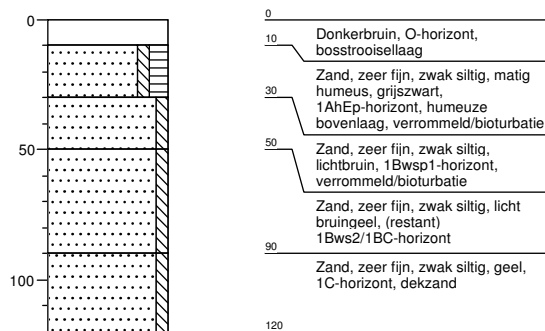 0
50
100
0
Donkerbruin, O-horizont,
bosstrooisellaag
10
Zand, zeer fijn, zwak siltig, matig
humeus, grijszwart,
1AhEp-horizont, humeuze
bovenlaag, verrommeld/bioturbatie
30
Zand, zeer fijn, zwak siltig,
lichtbruin, 1Bwsp1-horizont,
verrommeld/bioturbatie
50
Zand, zeer fijn, zwak siltig, licht
bruingeel, (restant)
1Bws2/1BC-horizont
90
Zand, zeer fijn, zwak siltig, geel,
1C-horizont, dekzand
120